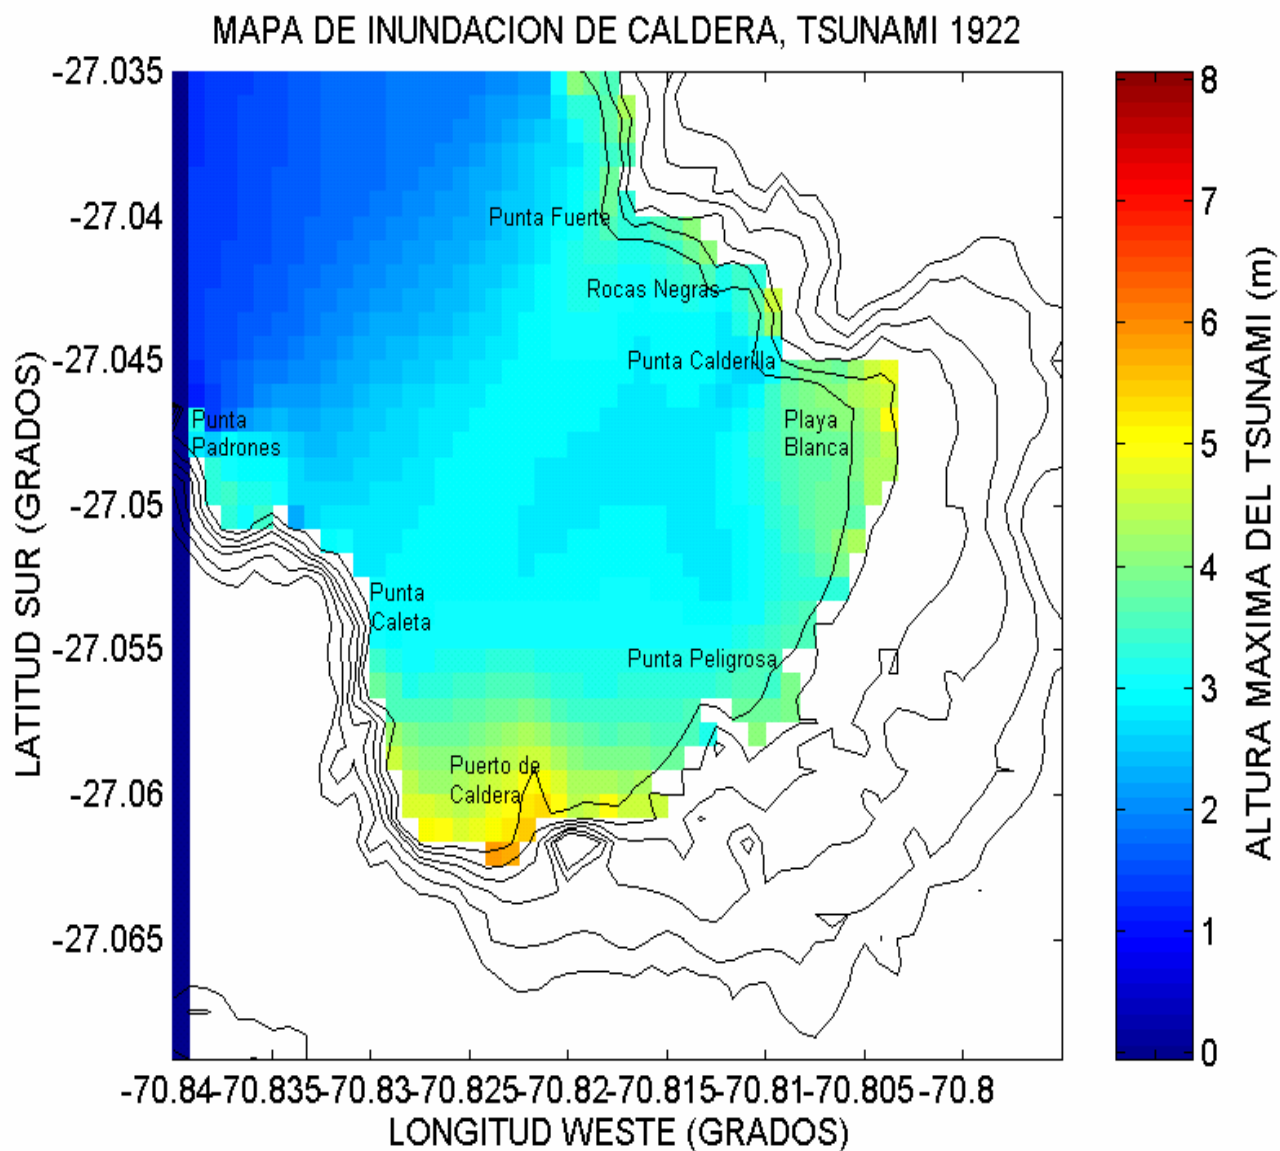 MAPA DE INUNDACION DE CALDERA, TSUNAMI 1922
-27.035
-27.04
-27.045
-27.05
-27.055
-27.06
-27.065
LATITUD SUR (GRADOS)
Punta Fuerte
Rocas Negras
Punta Calderilla
Punta
Padrones
Playa
Blanca
Punta
Caleta
Punta Peligrosa
Puerto de
Caldera
-70.84 -70.835 -70.83 -70.825 -70.82 -70.815 -70.81 -70.805 -70.8
LONGITUD WESTE (GRADOS)
8
7
6
5
4
3
2
1
0
ALTURA MAXIMA DEL TSUNAMI (m)